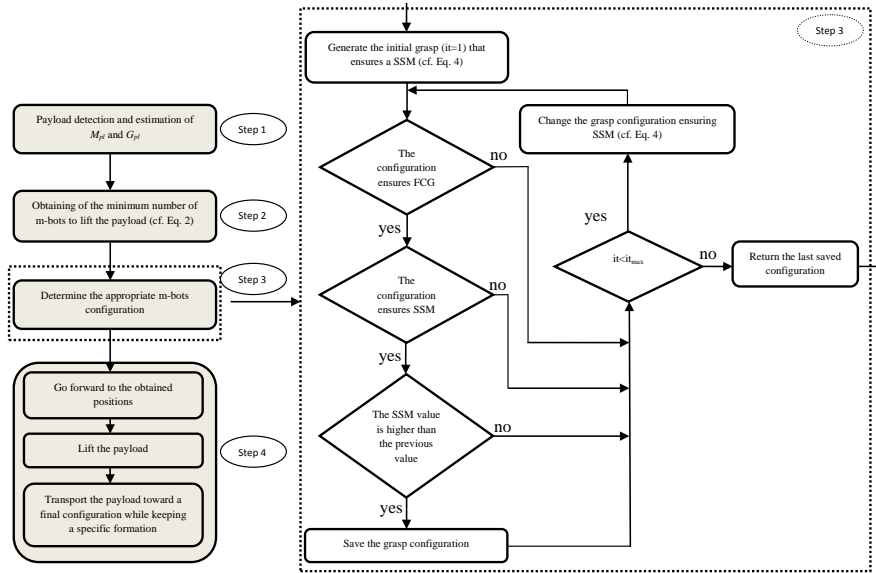 Payload detection and estimation of
M_pl and G_pl
Step 1
Obtaining of the minimum number of
m-bots to lift the payload (cf. Eq. 2)
Step 2
Determine the appropriate m-bots
configuration
Step 3
Go forward to the obtained
positions
Lift the payload
Transport the payload toward a
final configuration while keeping
a specific formation
Step 4
Step 3
Generate the initial grasp (it=1) that
ensures a SSM (cf. Eq. 4)
Change the grasp configuration ensuring
SSM (cf. Eq. 4)
The
configuration
ensures FCG
no
yes
The
configuration
ensures SSM
no
yes
The SSM value
is higher than
the previous
value
no
yes
Save the grasp configuration
yes
it<it_max
no
Return the last saved
configuration